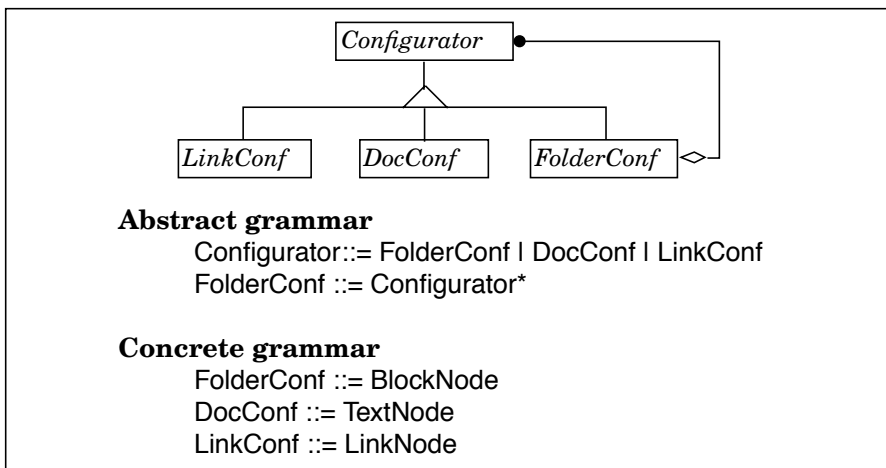 Configurator
LinkConf DocConf FolderConf
Abstract grammar
Configurator::= FolderConf | DocConf | LinkConf
FolderConf ::= Configurator*
Concrete grammar
FolderConf ::= BlockNode
DocConf ::= TextNode
LinkConf ::= LinkNode